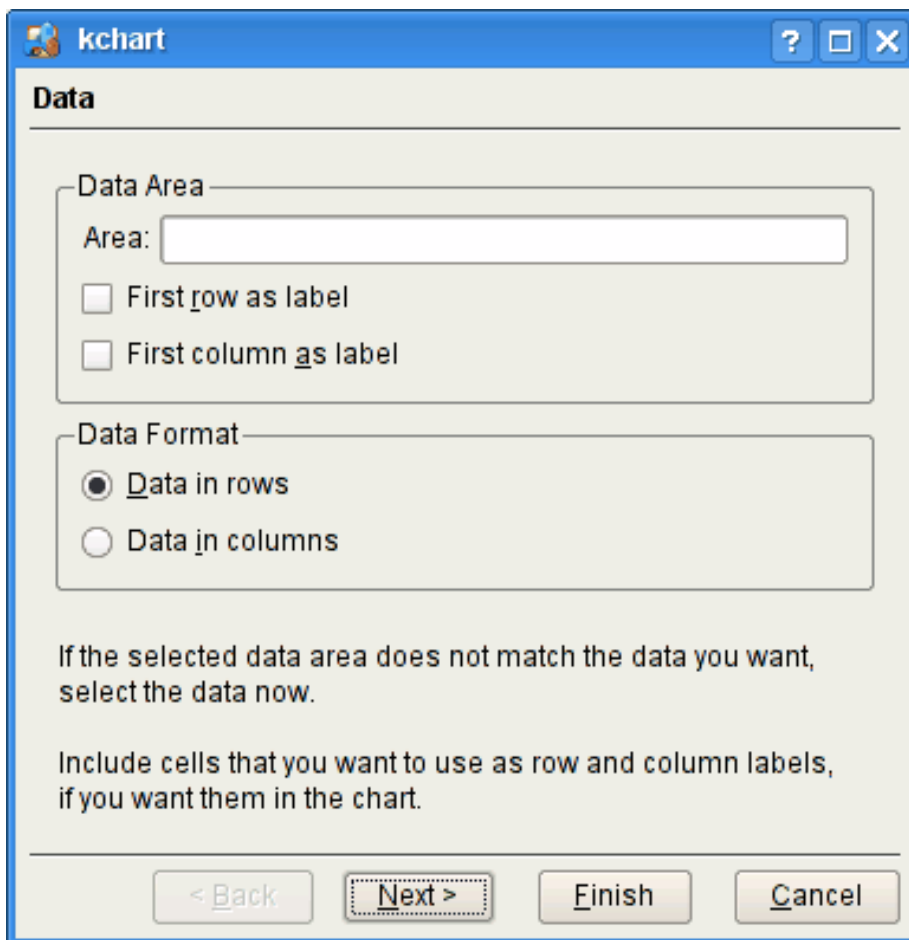 kchart
Data
Data Area
Area:
First row as label
First column as label
Data Format
Data in rows
Data in columns
If the selected data area does not match the data you want,
select the data now.
Include cells that you want to use as row and column labels,
if you want them in the chart.
< Back Next > Finish Cancel